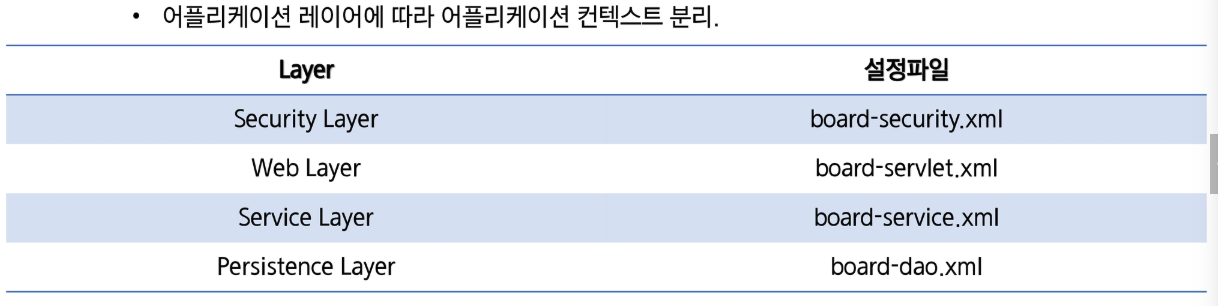 • 어플리케이션 레이어에 따라 어플리케이션 컨텍스트 분리.
Layer 설정파일
Security Layer board-security.xml
Web Layer board-servlet.xml
Service Layer board-service.xml
Persistence Layer board-dao.xml